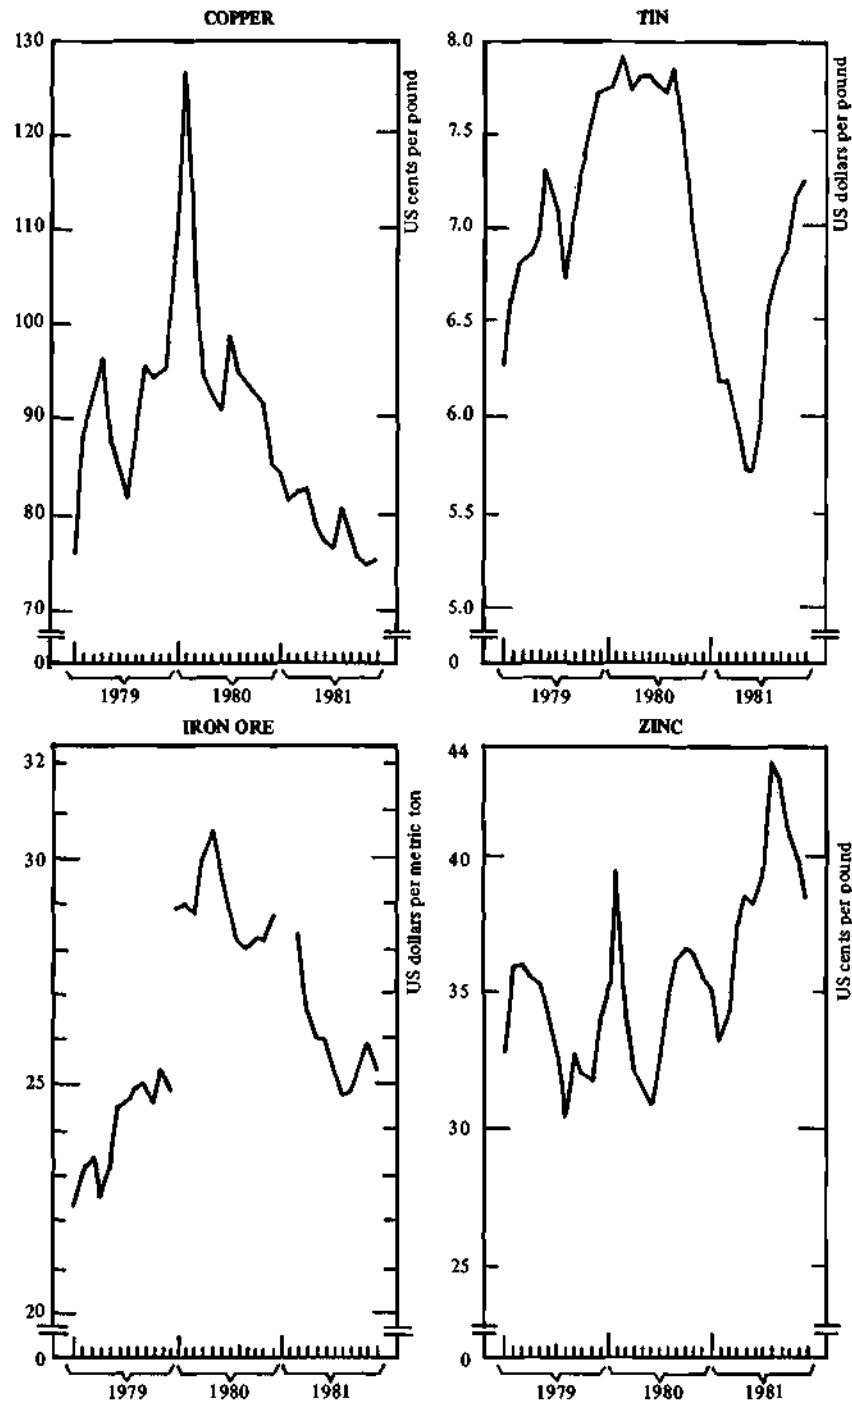 COPPER
130
120
110
100
90
80
70
0
US cents per pound
1979 1980 1981
TIN
8.0
7.5
7.0
6.5
6.0
5.5
5.0
0
US dollars per pound
1979 1980 1981
IRON ORE
32
30
25
20
0
US dollars per metric ton
1979 1980 1981
ZINC
44
40
35
30
25
0
US cents per pound
1979 1980 1981